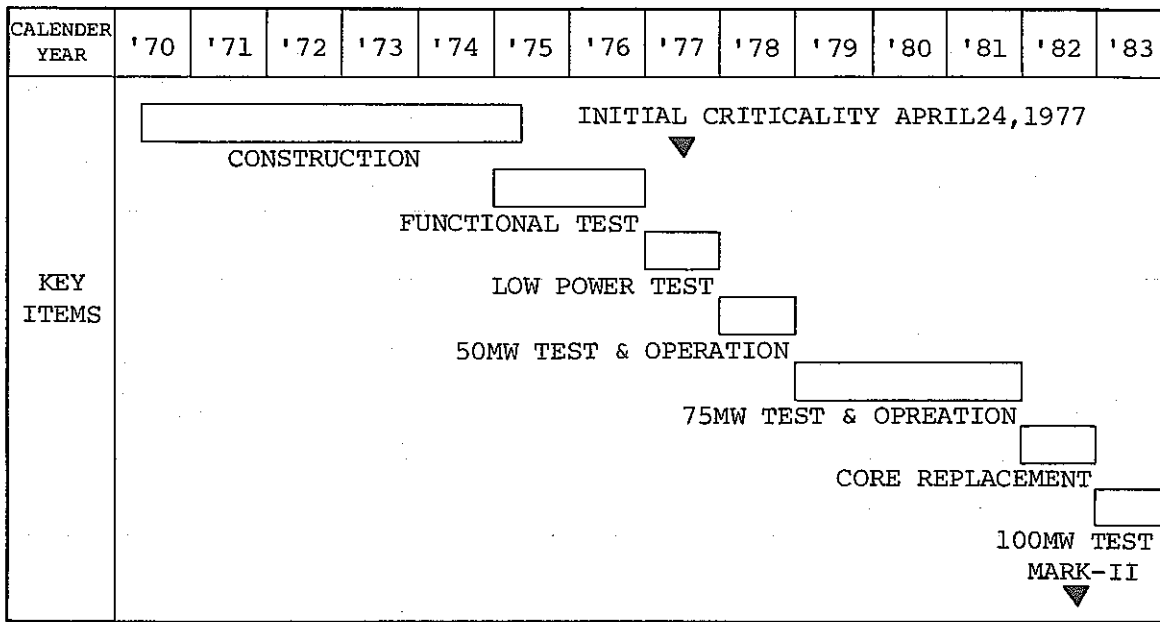 CALENDER YEAR '70 '71 '72 '73 '74 '75 '76 '77 '78 '79 '80 '81 '82 '83
INITIAL CRITICALITY APRIL24,1977
CONSTRUCTION
FUNCTIONAL TEST
KEY
ITEMS
LOW POWER TEST
50MW TEST & OPERATION
75MW TEST & OPREATION
CORE REPLACEMENT
100MW TEST
MARK-II